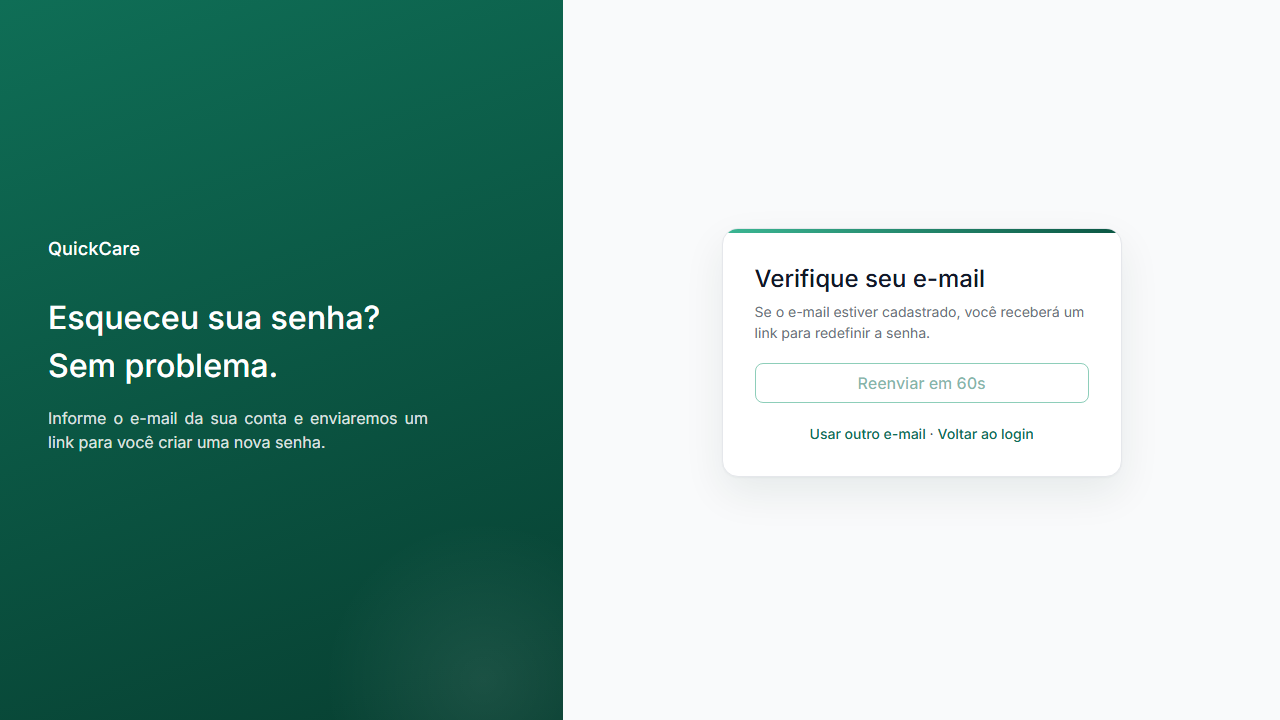 QuickCare
Esqueceu sua senha?
Sem problema.
Informe o e-mail da sua conta e enviaremos um
link para você criar uma nova senha.
Verifique seu e-mail
Se o e-mail estiver cadastrado, você receberá um
link para redefinir a senha.
Reenviar em 60s
Usar outro e-mail · Voltar ao login